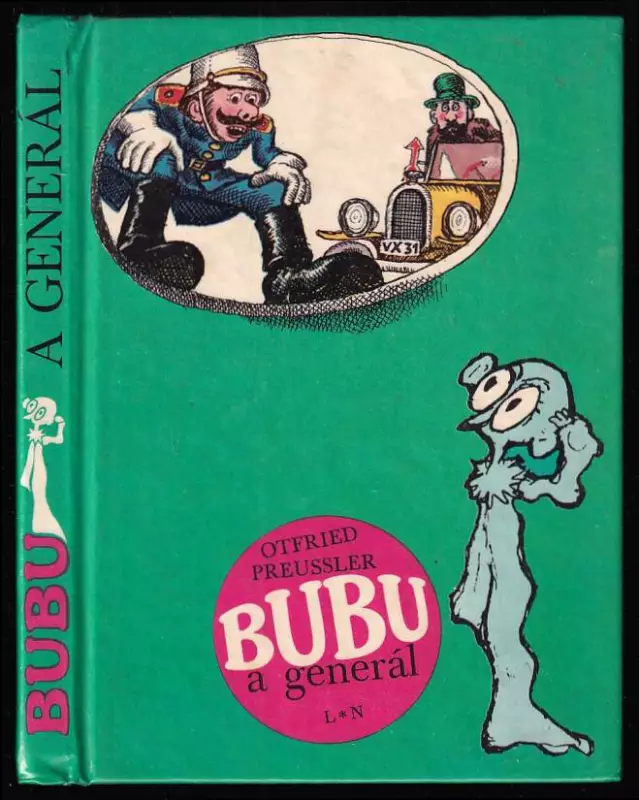 BUBU A GENERÁL
VX 31
OTFRIED
PREUSSLER
BUBU
a generál
L*N